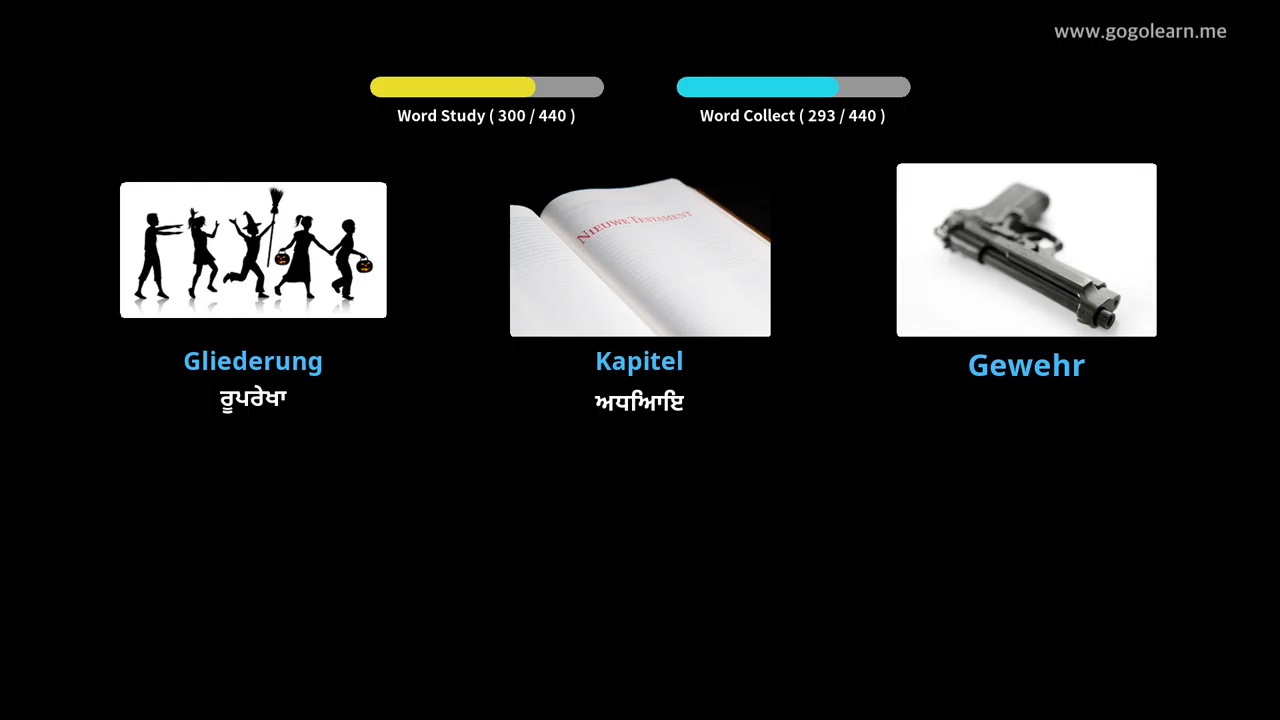 www.gogolearn.me
Word Study ( 300 / 440 )
Word Collect ( 293 / 440 )
NIEUWE TESTAMENT
Gliederung
Kapitel
Gewehr
ਰੂਪਰੇਖਾ
ਅਧਿਆਇ